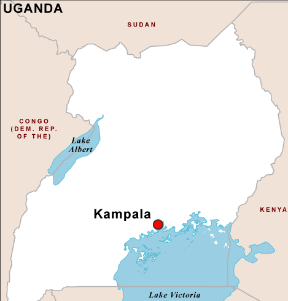 UGANDA
SUDAN
CONGO
(DEM. REP.
OF THE)
Lake
Albert
Kampala
KENYA
Lake Victoria